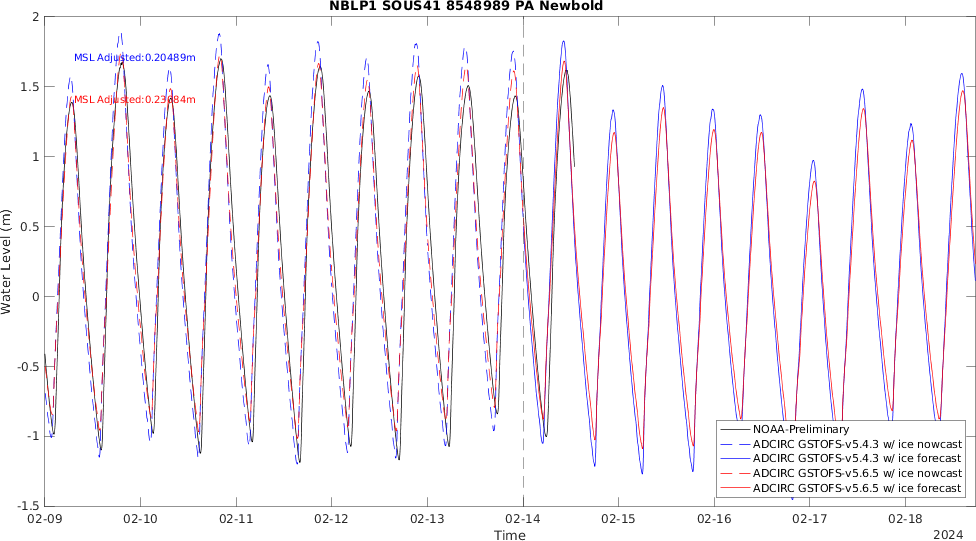 NBLP1 SOUS41 8548989 PA Newbold
2
1.5
1
0.5
0
-0.5
-1
-1.5
Water Level (m)
MSL Adjusted:0.20489m
MSL Adjusted:0.23684m
NOAA-Preliminary
ADCIRC GSTOFS-v5.4.3 w/ ice nowcast
ADCIRC GSTOFS-v5.4.3 w/ ice forecast
ADCIRC GSTOFS-v5.6.5 w/ ice nowcast
ADCIRC GSTOFS-v5.6.5 w/ ice forecast
02-09 02-10 02-11 02-12 02-13 02-14 02-15 02-16 02-17 02-18
Time
2024